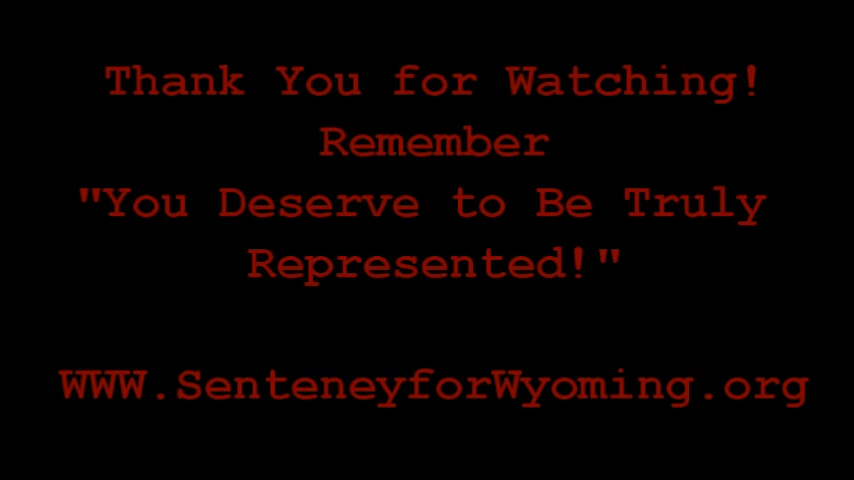 Thank You for Watching!
Remember
"You Deserve to Be Truly
Represented!"
WWW.SenteneyforWyoming.org